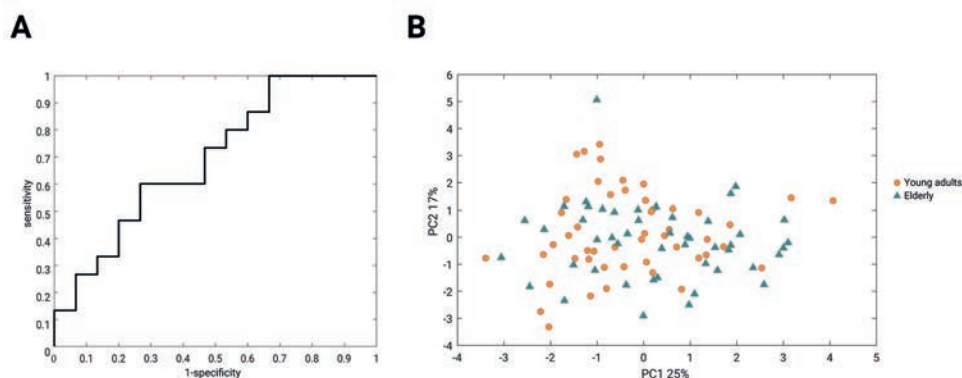 A
B
1
0.9
0.8
0.7
0.6
0.5
0.4
0.3
0.2
0.1
0
sensitivity
0 0.1 0.2 0.3 0.4 0.5 0.6 0.7 0.8 0.9 1
1-specificity
6
5
4
3
2
1
0
-1
-2
-3
-4
PC2 17%
-4 -3 -2 -1 0 1 2 3 4 5
PC1 25%
Young adults
Elderly